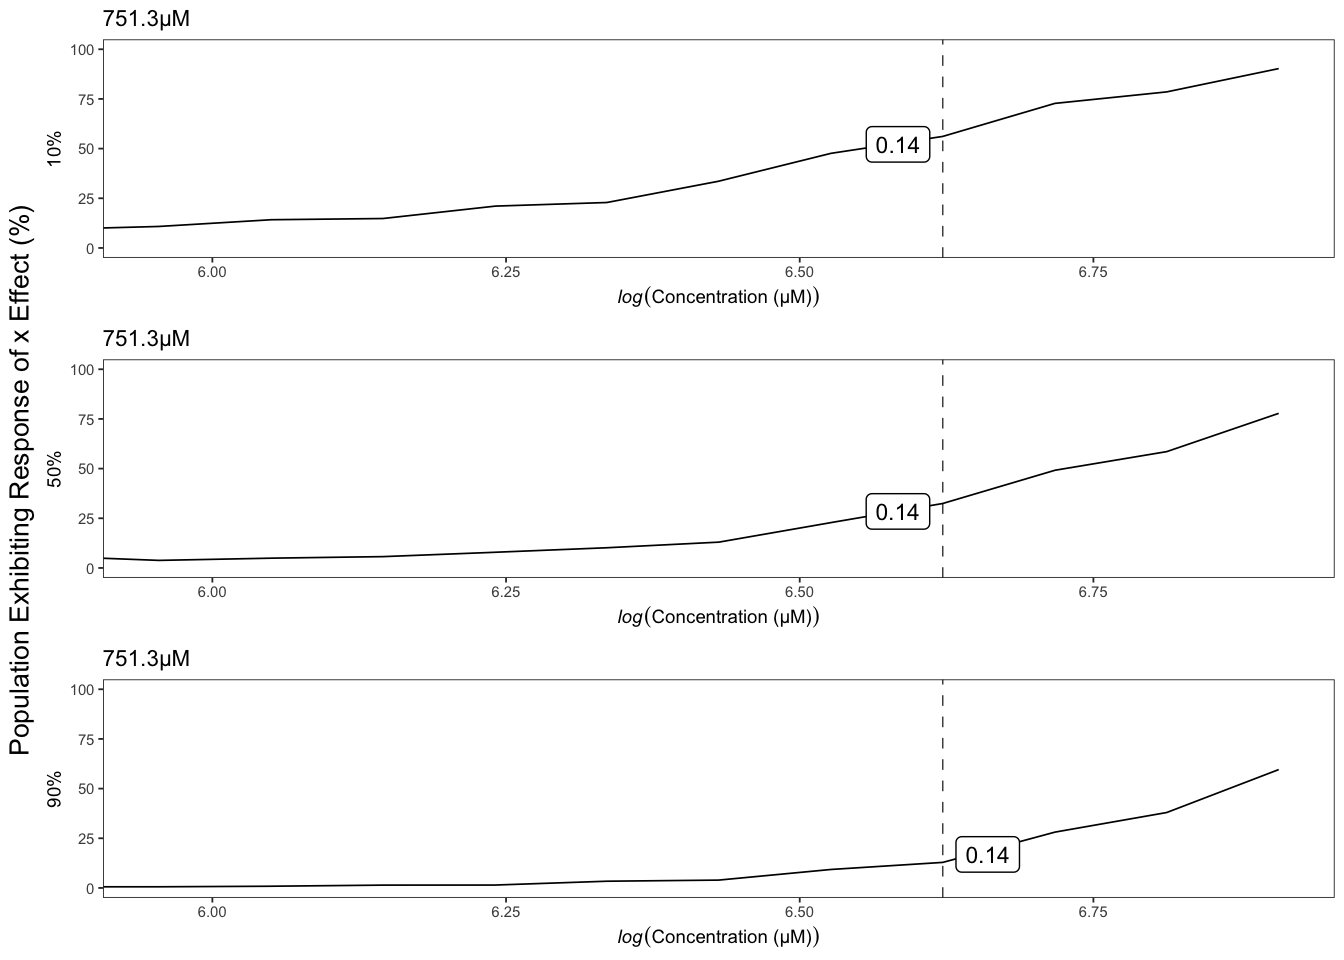 Population Exhibiting Response of x Effect (%)
751.3µM
10%
100
75
50
25
0
0.14
6.00 6.25 6.50 6.75
log(Concentration (µM))
751.3µM
50%
100
75
50
25
0
0.14
6.00 6.25 6.50 6.75
log(Concentration (µM))
751.3µM
90%
100
75
50
25
0
0.14
6.00 6.25 6.50 6.75
log(Concentration (µM))